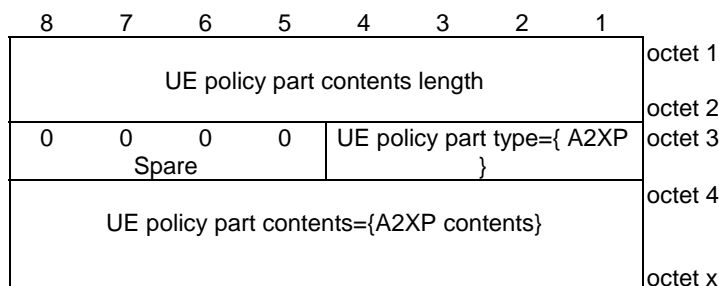 8 7 6 5 4 3 2 1
octet 1
UE policy part contents length
octet 2
0 0 0 0 UE policy part type={ A2XP octet 3
Spare }
octet 4
UE policy part contents={A2XP contents}
octet x